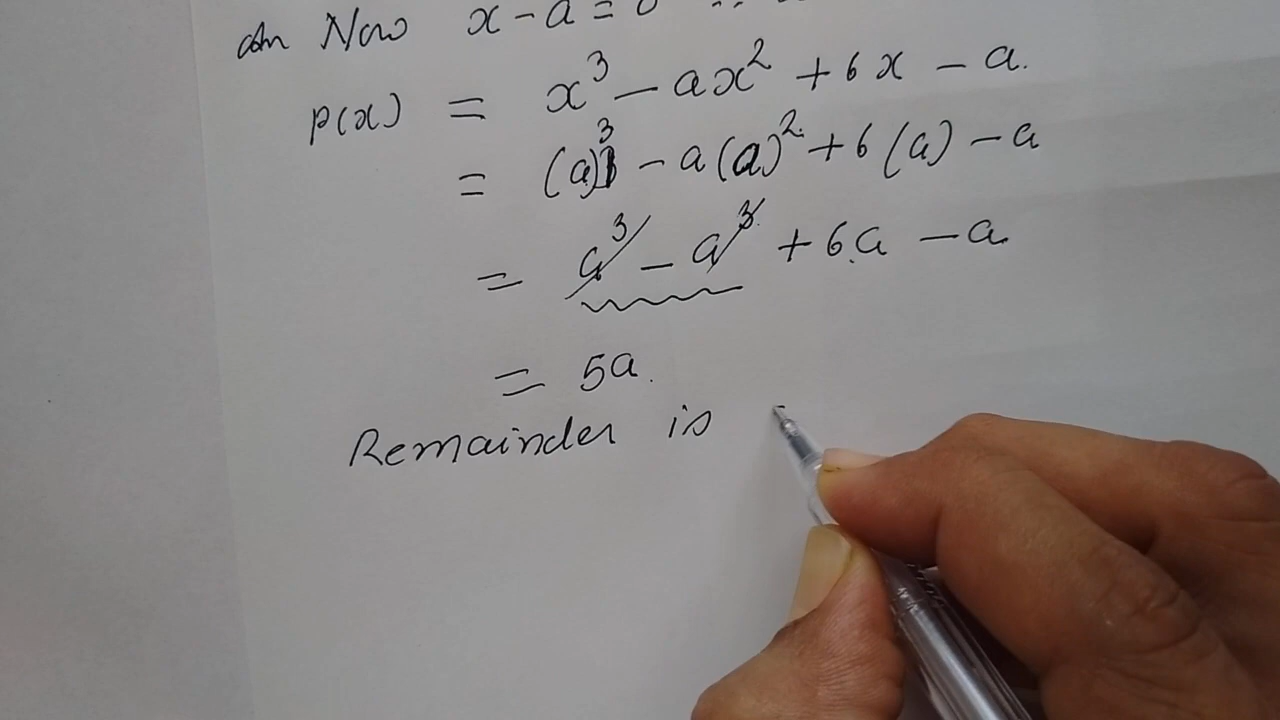 Now x - a = 0
p(x) = x³ - ax² + 6x - a.
= (a)³ - a(a)² + 6(a) - a
= a³ - a³ + 6a - a
= 5a.
Remainder is